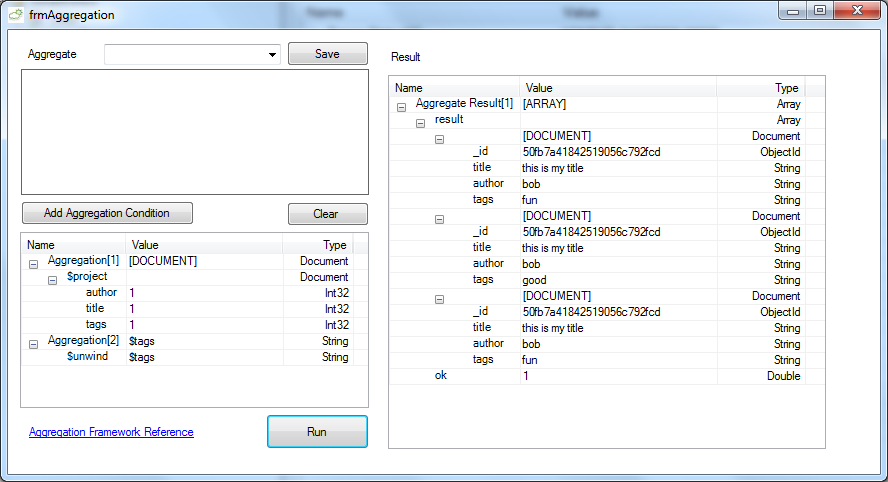 frmAggregation
Aggregate
Save
Add Aggregation Condition
Clear
Name Value Type
Aggregation[1] [DOCUMENT] Document
$project Document
author 1 Int32
title 1 Int32
tags 1 Int32
Aggregation[2] $tags String
$unwind $tags String
Aggregation Framework Reference
Run
Result
Name Value Type
Aggregate Result[1] [ARRAY] Array
result Array
[DOCUMENT] Document
_id 50fb7a41842519056c792fcd ObjectId
title this is my title String
author bob String
tags fun String
[DOCUMENT] Document
_id 50fb7a41842519056c792fcd ObjectId
title this is my title String
author bob String
tags good String
[DOCUMENT] Document
_id 50fb7a41842519056c792fcd ObjectId
title this is my title String
author bob String
tags fun String
ok 1 Double